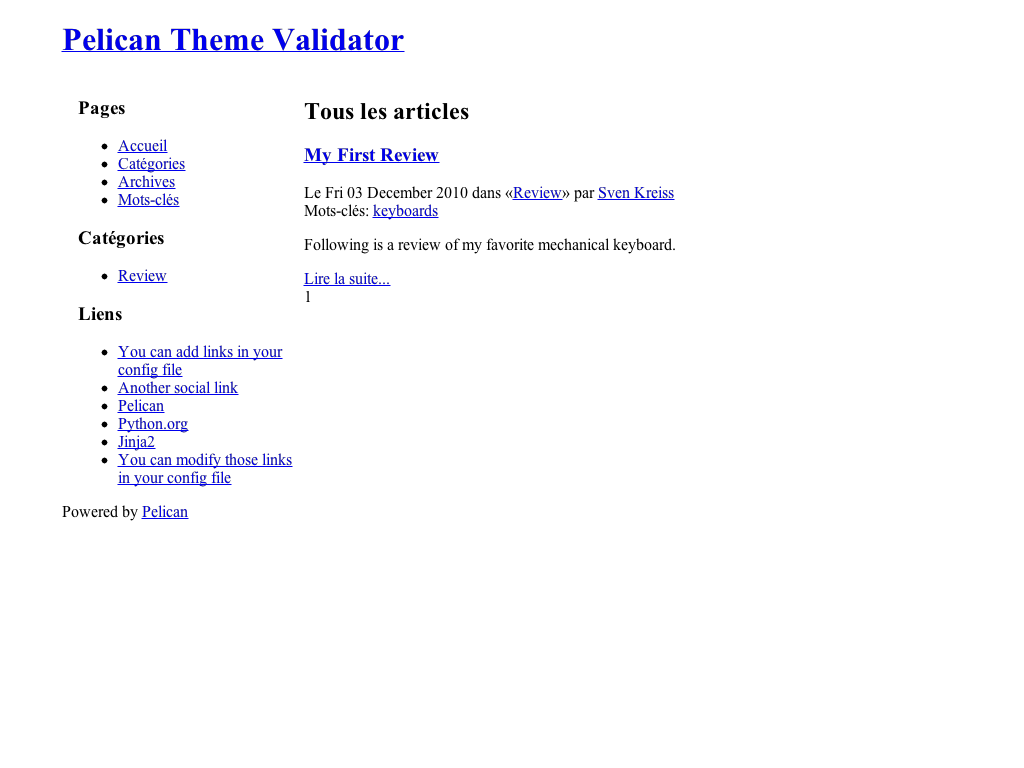 Pelican Theme Validator
Pages
Accueil
Catégories
Archives
Mots-clés
Catégories
Review
Liens
You can add links in your
config file
Another social link
Pelican
Python.org
Jinja2
You can modify those links
in your config file
Tous les articles
My First Review
Le Fri 03 December 2010 dans «Review» par Sven Kreiss
Mots-clés: keyboards
Following is a review of my favorite mechanical keyboard.
Lire la suite...
1
Powered by Pelican